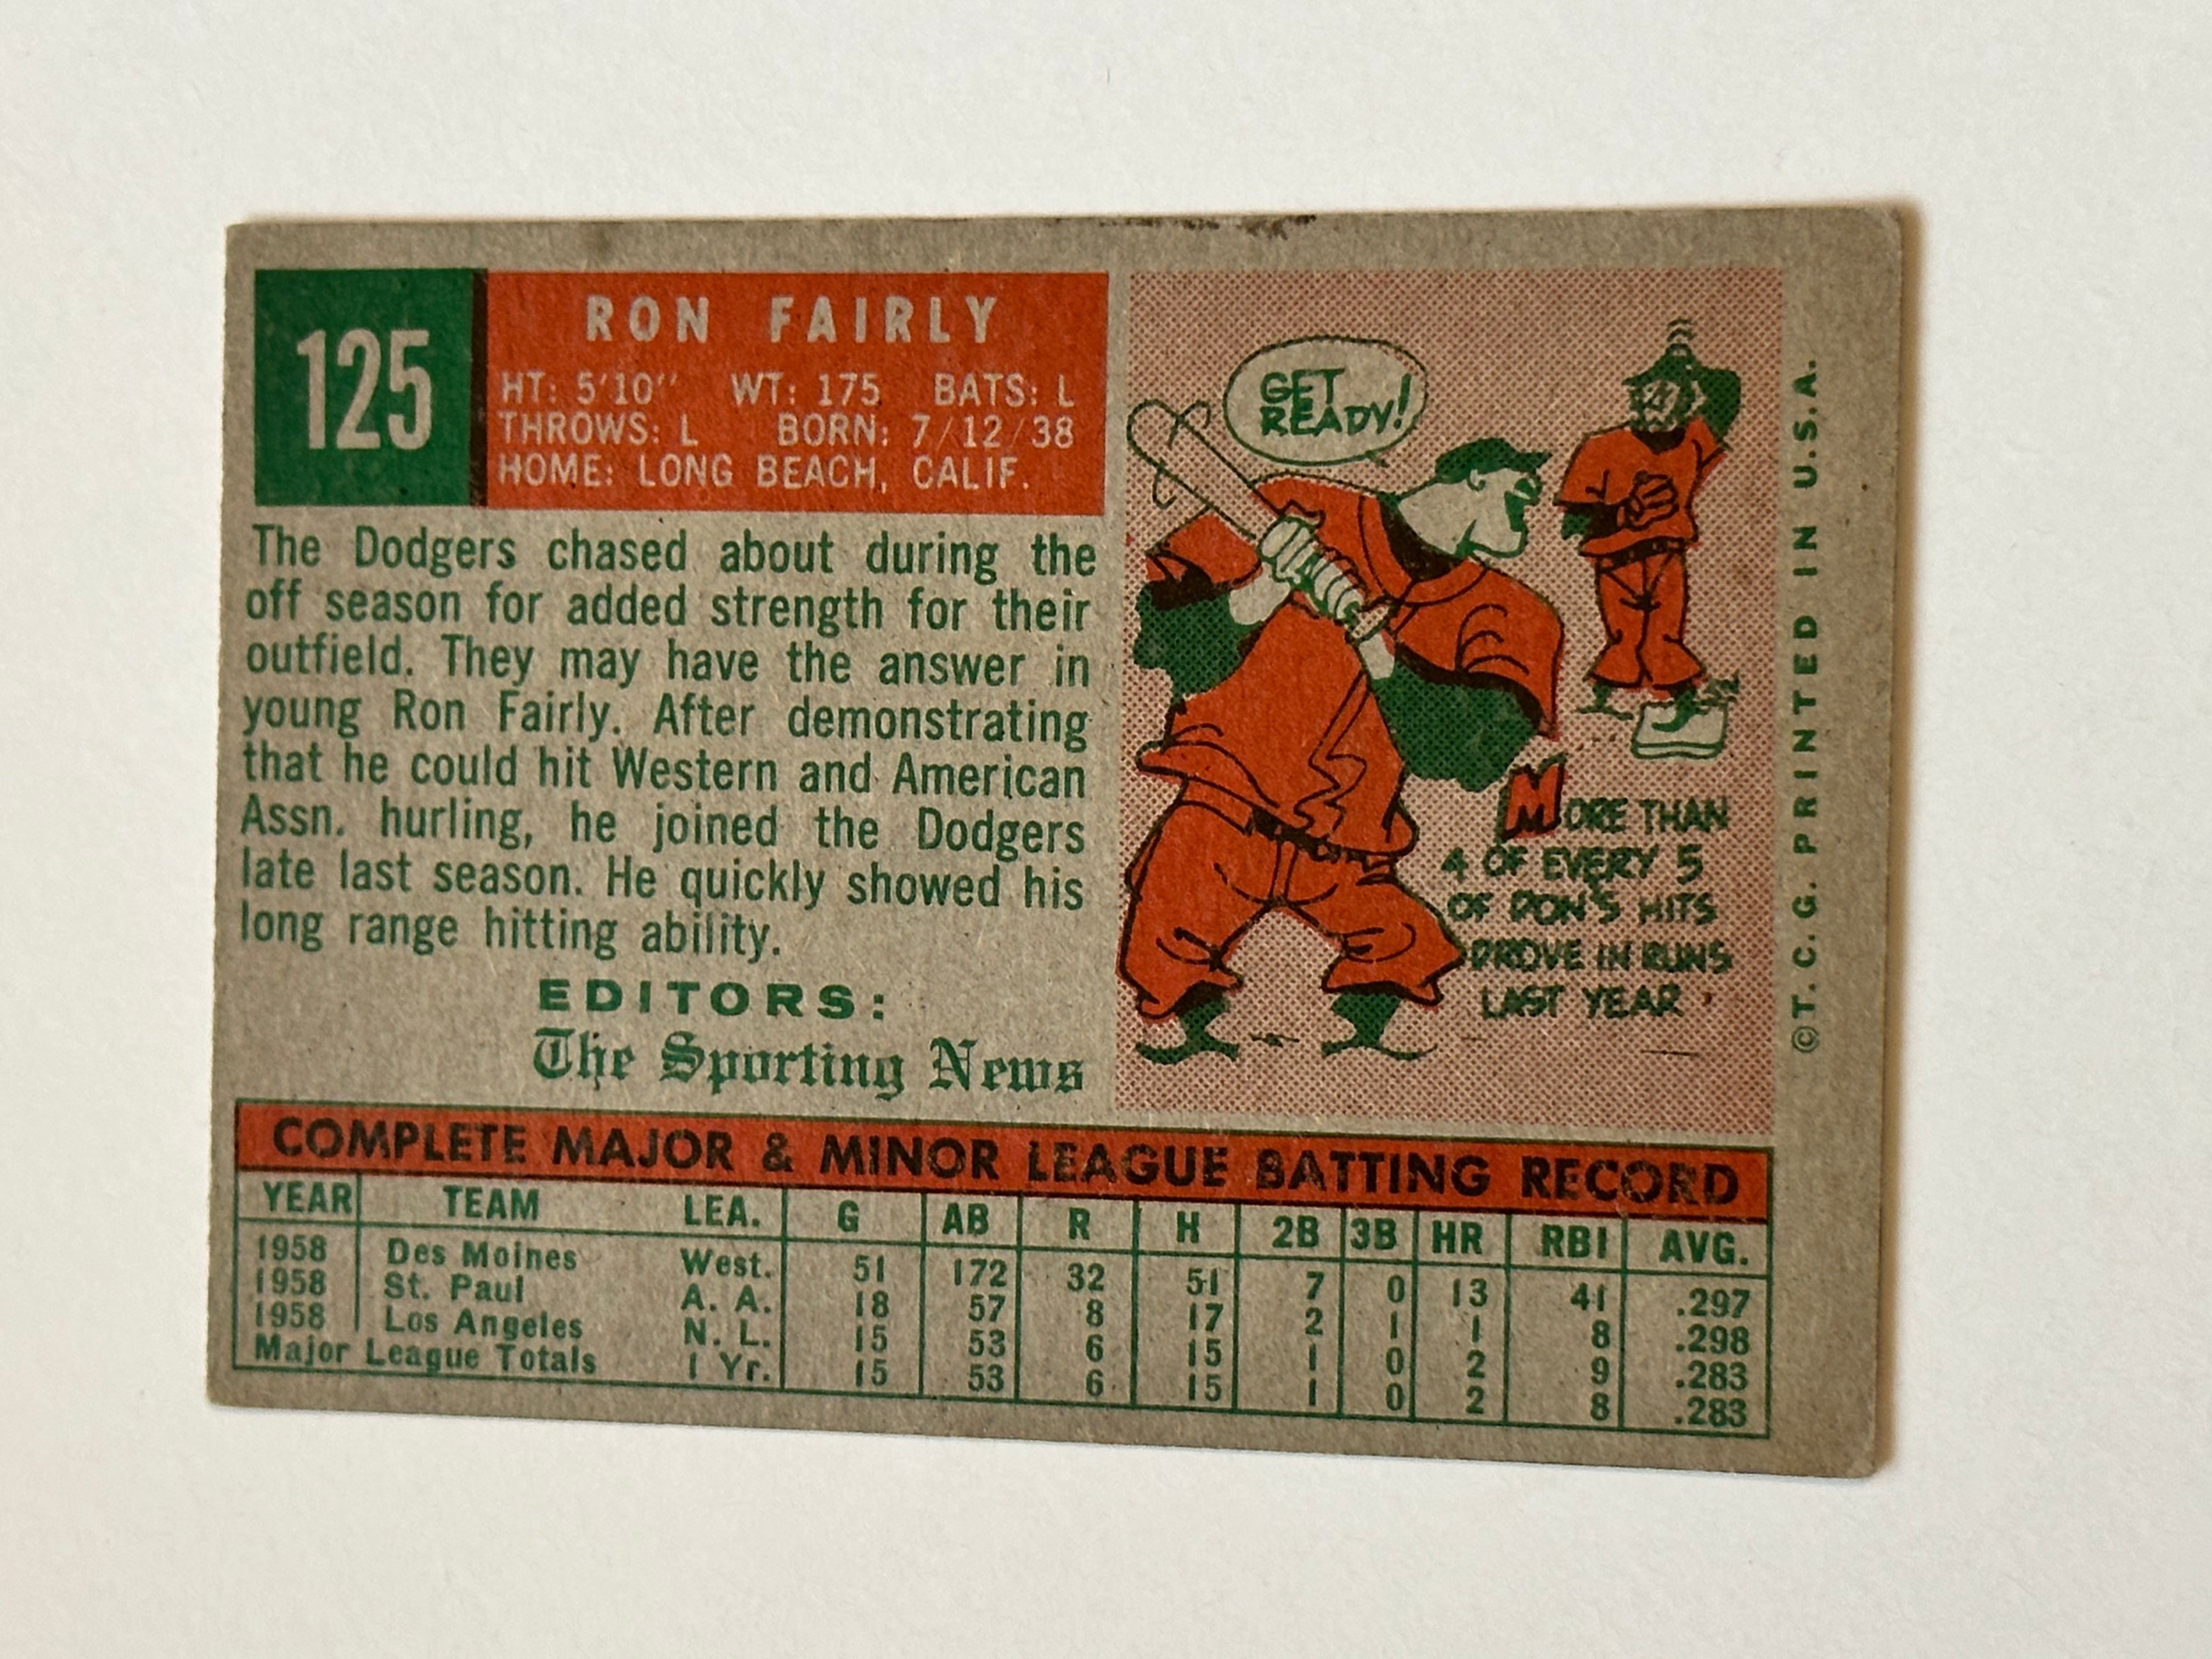 125
RON FAIRLY
HT: 5'10" WT: 175 BATS: L
THROWS: L BORN: 7/12/38
HOME: LONG BEACH, CALIF.
The Dodgers chased about during the
off season for added strength for their
outfield. They may have the answer in
young Ron Fairly. After demonstrating
that he could hit Western and American
Assn. hurling, he joined the Dodgers
late last season. He quickly showed his
long range hitting ability.
EDITORS:
The Sporting News
GET
READY!
MORE THAN
4 OF EVERY 5
OF RON'S HITS
DROVE IN RUNS
LAST YEAR
©T. C. G. PRINTED IN U.S.A.
COMPLETE MAJOR & MINOR LEAGUE BATTING RECORD
YEAR TEAM LEA. G AB R H 2B 3B HR RBI AVG.
1958 Des Moines West. 51 172 32 51 7 0 13 41 .297
1958 St. Paul A. A. 18 57 8 17 2 1 1 8 .298
1958 Los Angeles N. L. 15 53 6 15 1 0 2 9 .283
Major League Totals 1 Yr. 15 53 6 15 1 0 2 8 .283